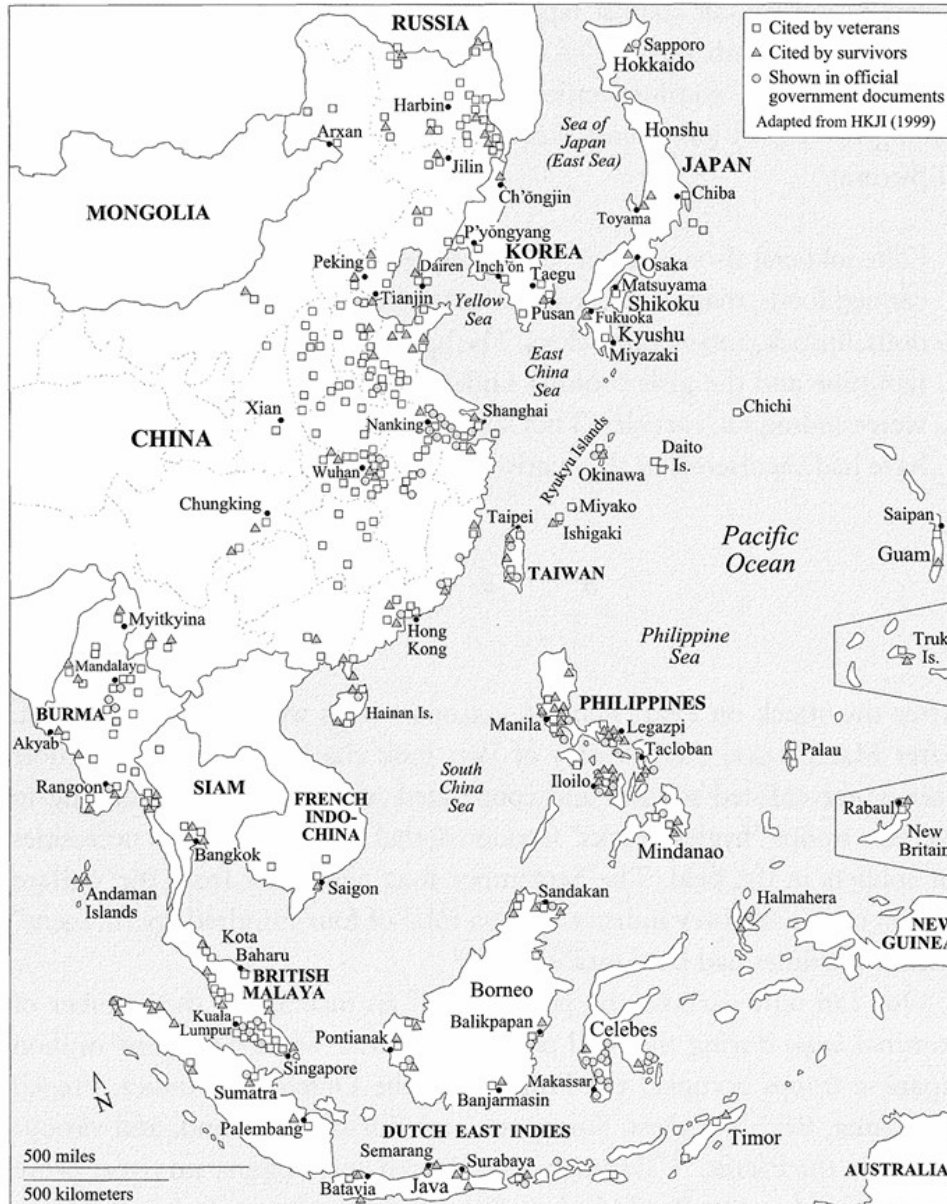 RUSSIA
Cited by veterans
Cited by survivors
Shown in official
government documents
Adapted from HKJI (1999)
Sapporo
Hokkaido
Harbin
Arxan
Jilin
Sea of
Japan
(East Sea)
Honshu
JAPAN
MONGOLIA
Ch'ŏngjin
Chiba
Toyama
P'yŏngyang
KOREA
Peking
Dairen
Inch'ŏn
Taegu
Osaka
Tianjin
Matsuyama
Shikoku
Yellow
Sea
Pusan
Fukuoka
Kyushu
Miyazaki
East
China
Sea
Xian
Shanghai
Chichi
CHINA
Nanking
Wuhan
Ryukyu Islands
Okinawa
Daito
Is.
Chungking
Miyako
Ishigaki
Taipei
TAIWAN
Pacific
Ocean
Saipan
Guam
Myitkyina
Hong
Kong
Philippine
Sea
Truk
Is.
Mandalay
BURMA
Akyab
Hainan Is.
PHILIPPINES
Manila
Legazpi
Tacloban
Palau
Rangoon
SIAM
FRENCH
INDO-
CHINA
South
China
Sea
Iloilo
Mindanao
Rabaul
New
Britain
Bangkok
Saigon
Andaman
Islands
Sandakan
Halmahera
NEW
GUINEA
Kota
Baharu
BRITISH
MALAYA
Borneo
Kuala
Lumpur
Singapore
Pontianak
Balikpapan
Celebes
Sumatra
Makassar
Banjarmasin
Palembang
DUTCH EAST INDIES
Timor
N
500 miles
500 kilometers
Semarang
Surabaya
Batavia
Java
AUSTRALIA